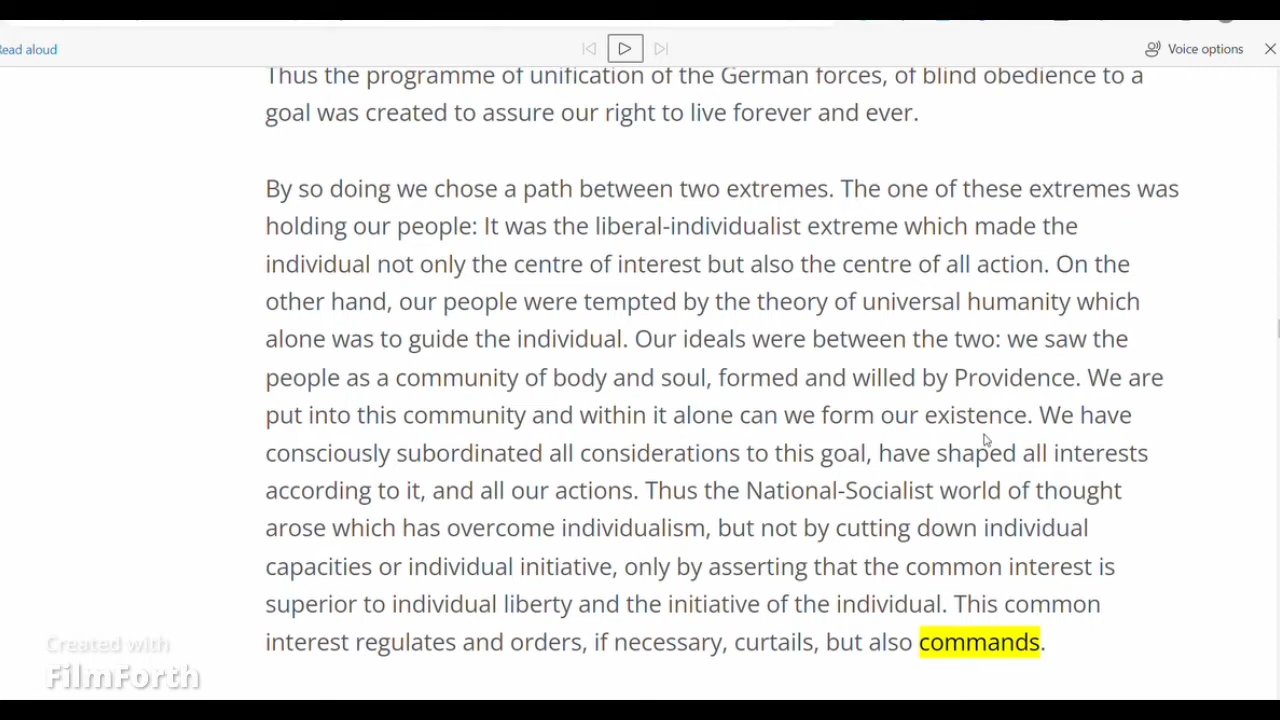 Read aloud
Voice options
Thus the programme of unification of the German forces, of blind obedience to a
goal was created to assure our right to live forever and ever.
By so doing we chose a path between two extremes. The one of these extremes was
holding our people: It was the liberal-individualist extreme which made the
individual not only the centre of interest but also the centre of all action. On the
other hand, our people were tempted by the theory of universal humanity which
alone was to guide the individual. Our ideals were between the two: we saw the
people as a community of body and soul, formed and willed by Providence. We are
put into this community and within it alone can we form our existence. We have
consciously subordinated all considerations to this goal, have shaped all interests
according to it, and all our actions. Thus the National-Socialist world of thought
arose which has overcome individualism, but not by cutting down individual
capacities or individual initiative, only by asserting that the common interest is
superior to individual liberty and the initiative of the individual. This common
interest regulates and orders, if necessary, curtails, but also commands.
Created with
FilmForth